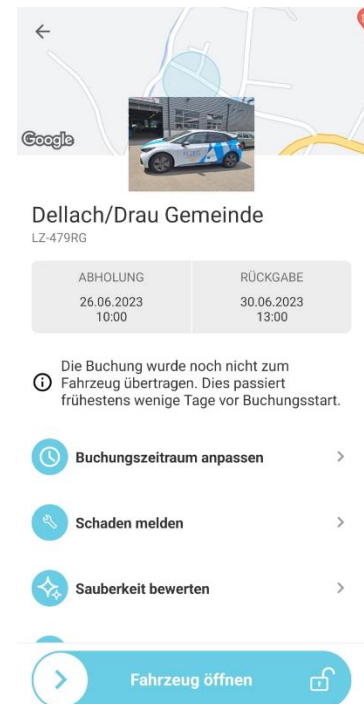 Google
Dellach/Drau Gemeinde
LZ-479RG
ABHOLUNG
26.06.2023
10:00
RÜCKGABE
30.06.2023
13:00
Die Buchung wurde noch nicht zum
Fahrzeug übertragen. Dies passiert
frühestens wenige Tage vor Buchungsstart.
Buchungszeitraum anpassen
Schaden melden
Sauberkeit bewerten
Fahrzeug öffnen